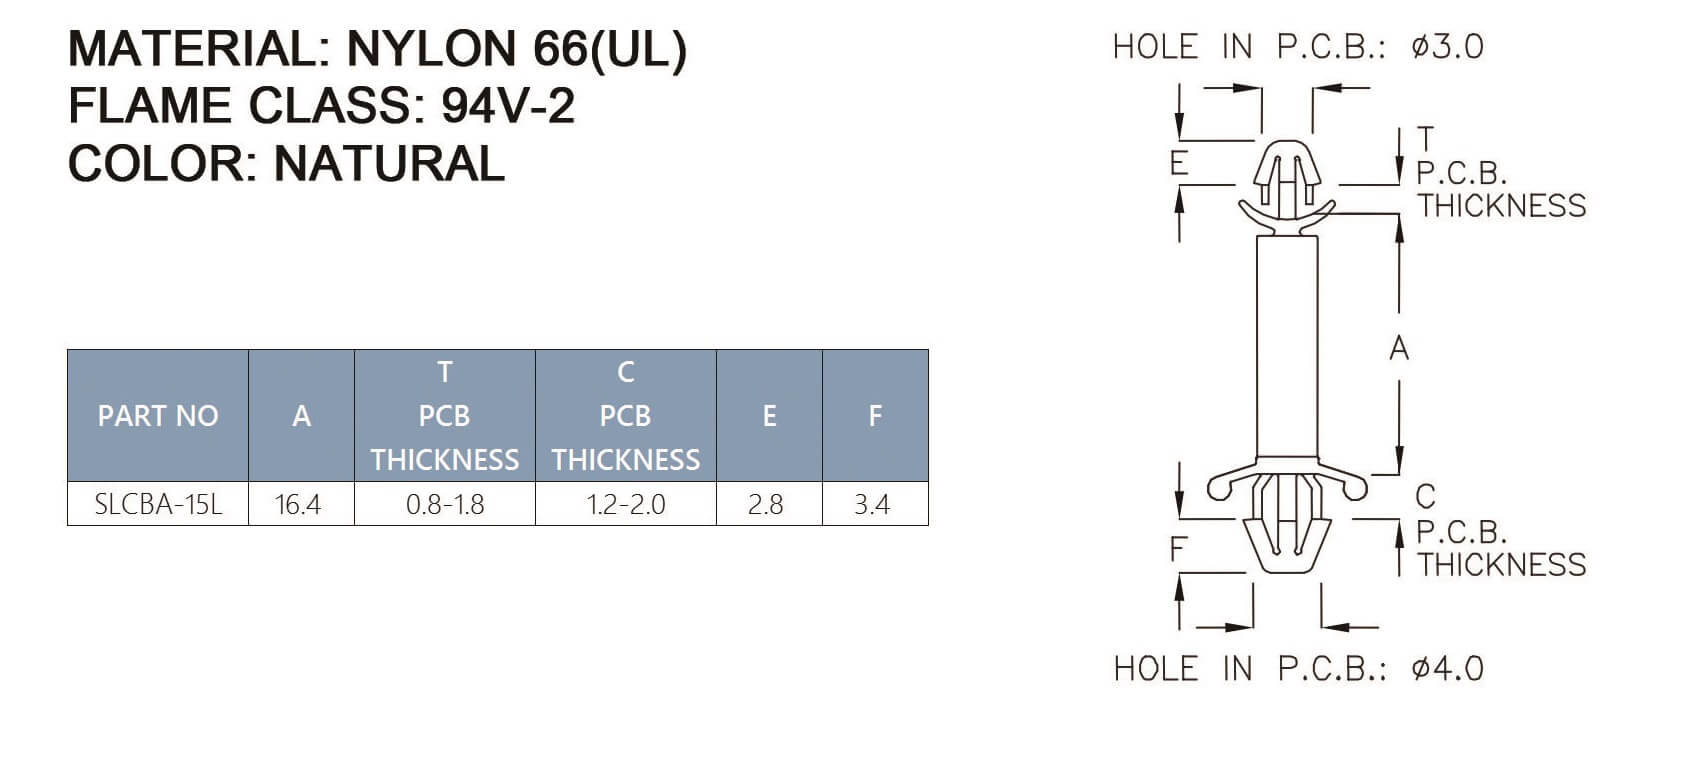 MATERIAL: NYLON 66(UL)
FLAME CLASS: 94V-2
COLOR: NATURAL
PART NO A T PCB THICKNESS C PCB THICKNESS E F
SLCBA-15L 16.4 0.8-1.8 1.2-2.0 2.8 3.4
HOLE IN P.C.B.: ø3.0
E
T
P.C.B.
THICKNESS
A
C
P.C.B.
THICKNESS
F
HOLE IN P.C.B.: ø4.0